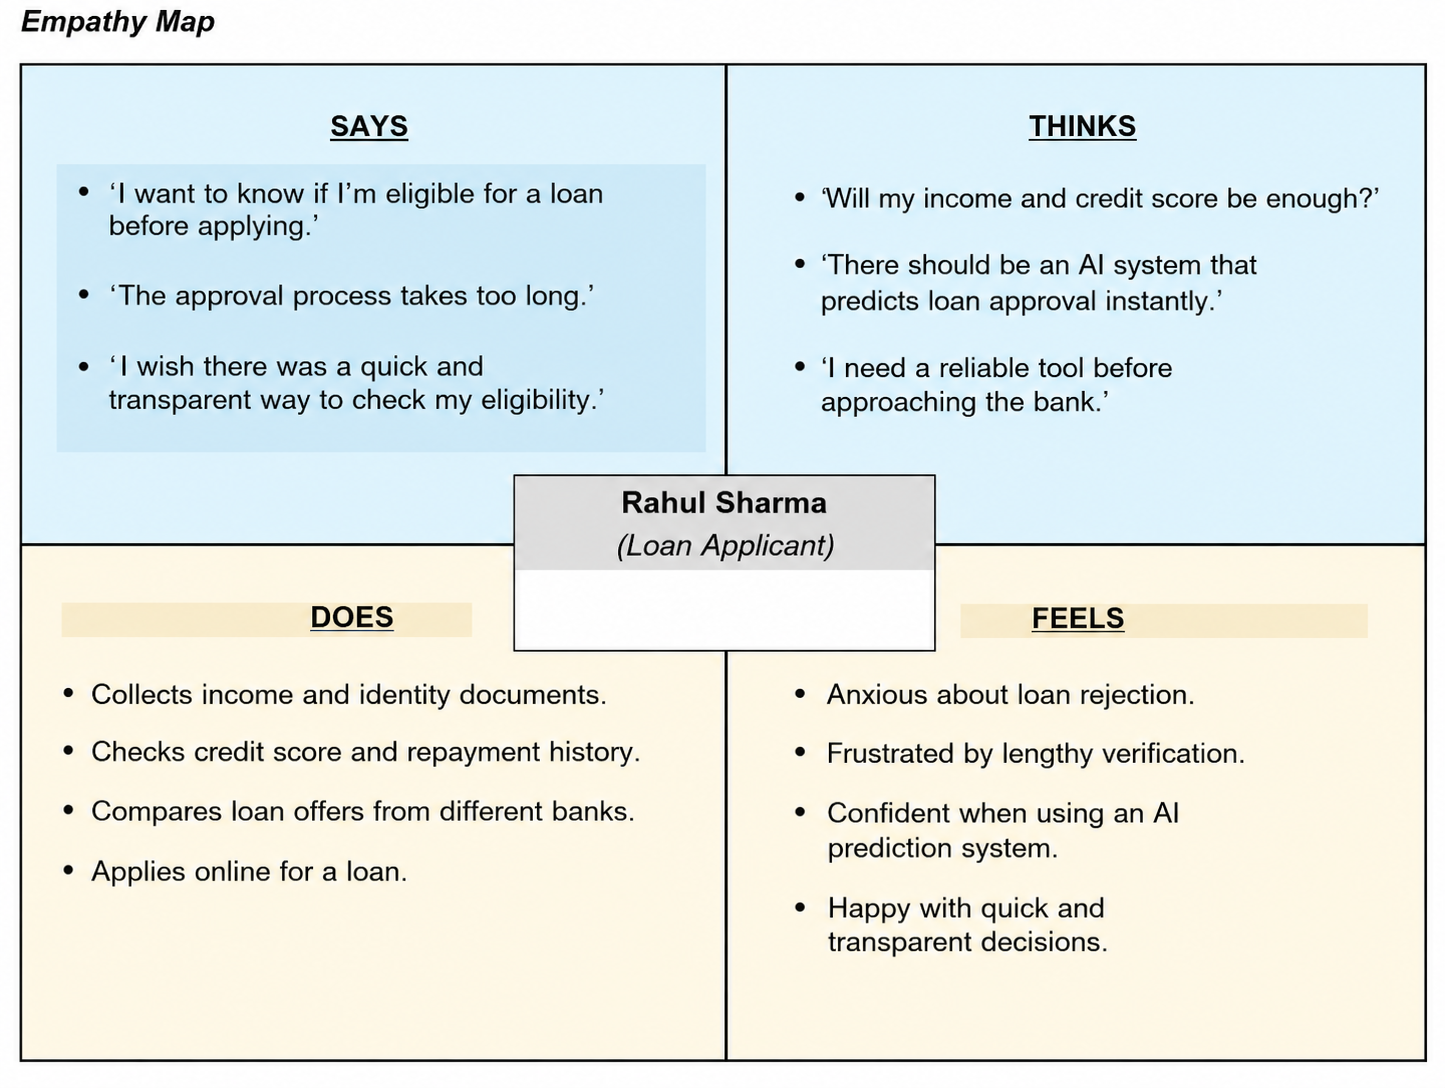 Empathy Map
SAYS
• ‘I want to know if I’m eligible for a loan
before applying.’
• ‘The approval process takes too long.’
• ‘I wish there was a quick and
transparent way to check my eligibility.’
THINKS
• ‘Will my income and credit score be enough?’
• ‘There should be an AI system that
predicts loan approval instantly.’
• ‘I need a reliable tool before
approaching the bank.’
Rahul Sharma
(Loan Applicant)
DOES
• Collects income and identity documents.
• Checks credit score and repayment history.
• Compares loan offers from different banks.
• Applies online for a loan.
FEELS
• Anxious about loan rejection.
• Frustrated by lengthy verification.
• Confident when using an AI
prediction system.
• Happy with quick and
transparent decisions.